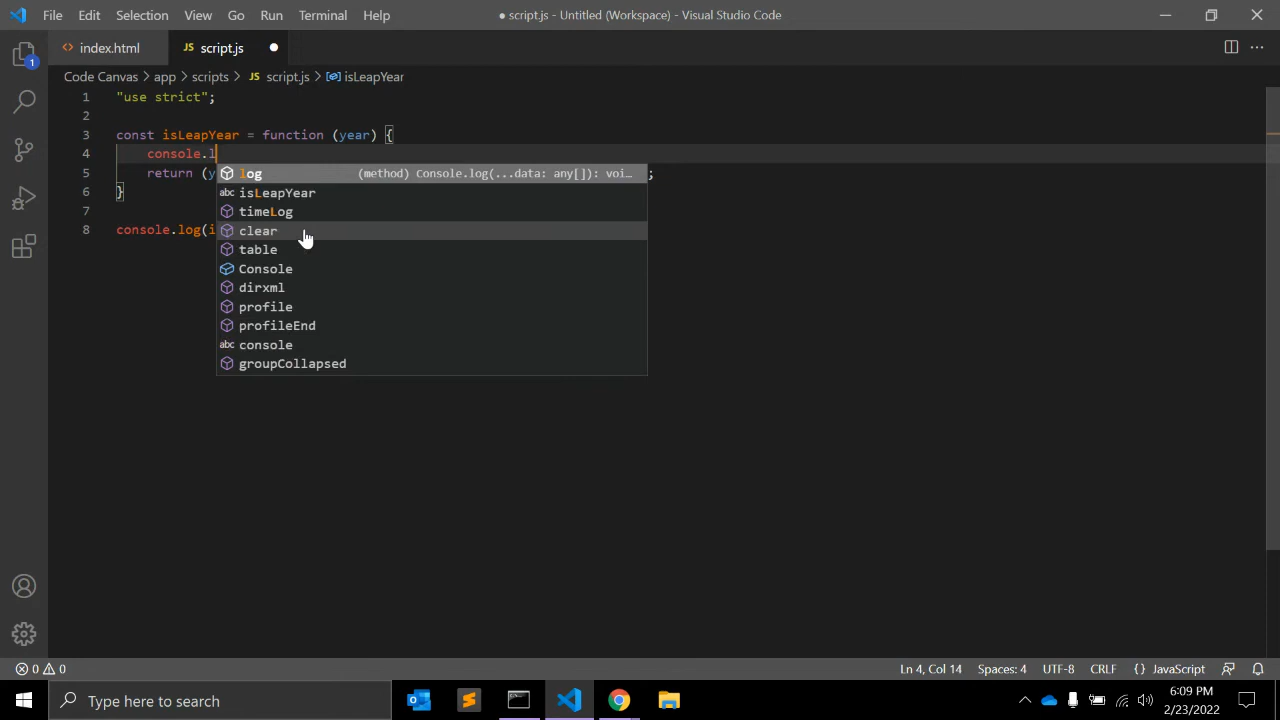 File Edit Selection View Go Run Terminal Help
● script.js - Untitled (Workspace) - Visual Studio Code
index.html
JS script.js ●
Code Canvas > app > scripts > JS script.js > isLeapYear
1 "use strict";
2
3 const isLeapYear = function (year) {
4 console.l
log (method) Console.log(...data: any[]): voi…
5 return (y ;
abc isLeapYear
6 }
timeLog
7
8 console.log(i
clear
table
Console
dirxml
profile
profileEnd
abc console
groupCollapsed
1
0 0
Ln 4, Col 14 Spaces: 4 UTF-8 CRLF {} JavaScript
Type here to search
6:09 PM
2/23/2022